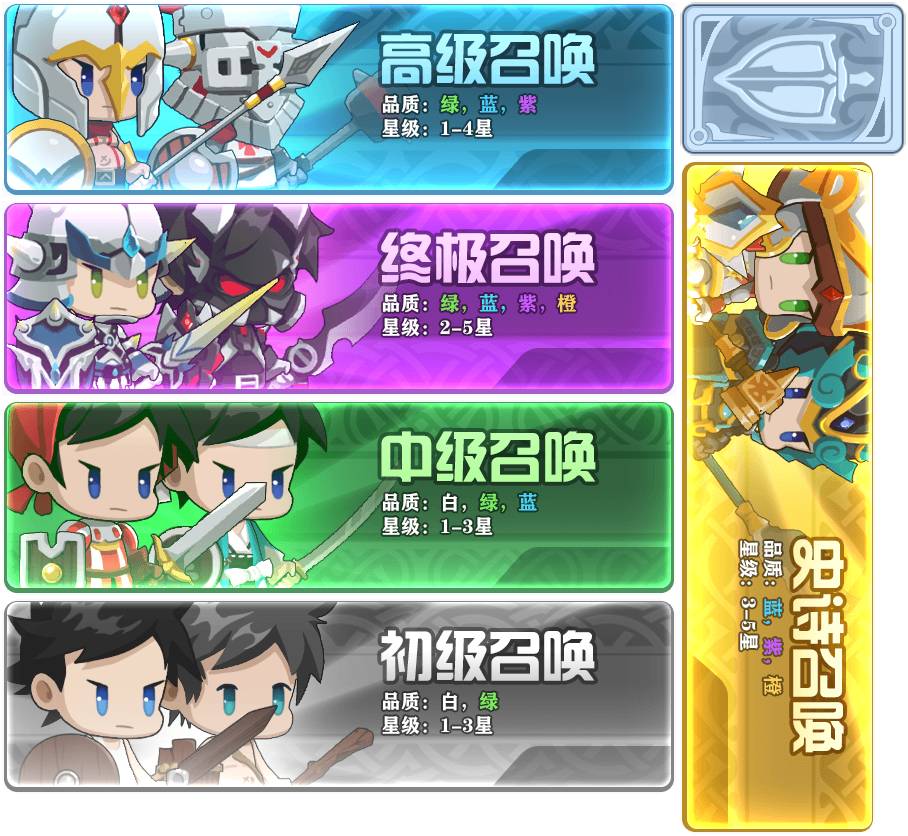 高级召唤
品质：绿，蓝，紫
星级：1-4星
终极召唤
品质：绿，蓝，紫，橙
星级：2-5星
中级召唤
品质：白，绿，蓝
星级：1-3星
初级召唤
品质：白，绿
星级：1-3星
史诗召唤
品质：蓝，紫，橙
星级：3-5星